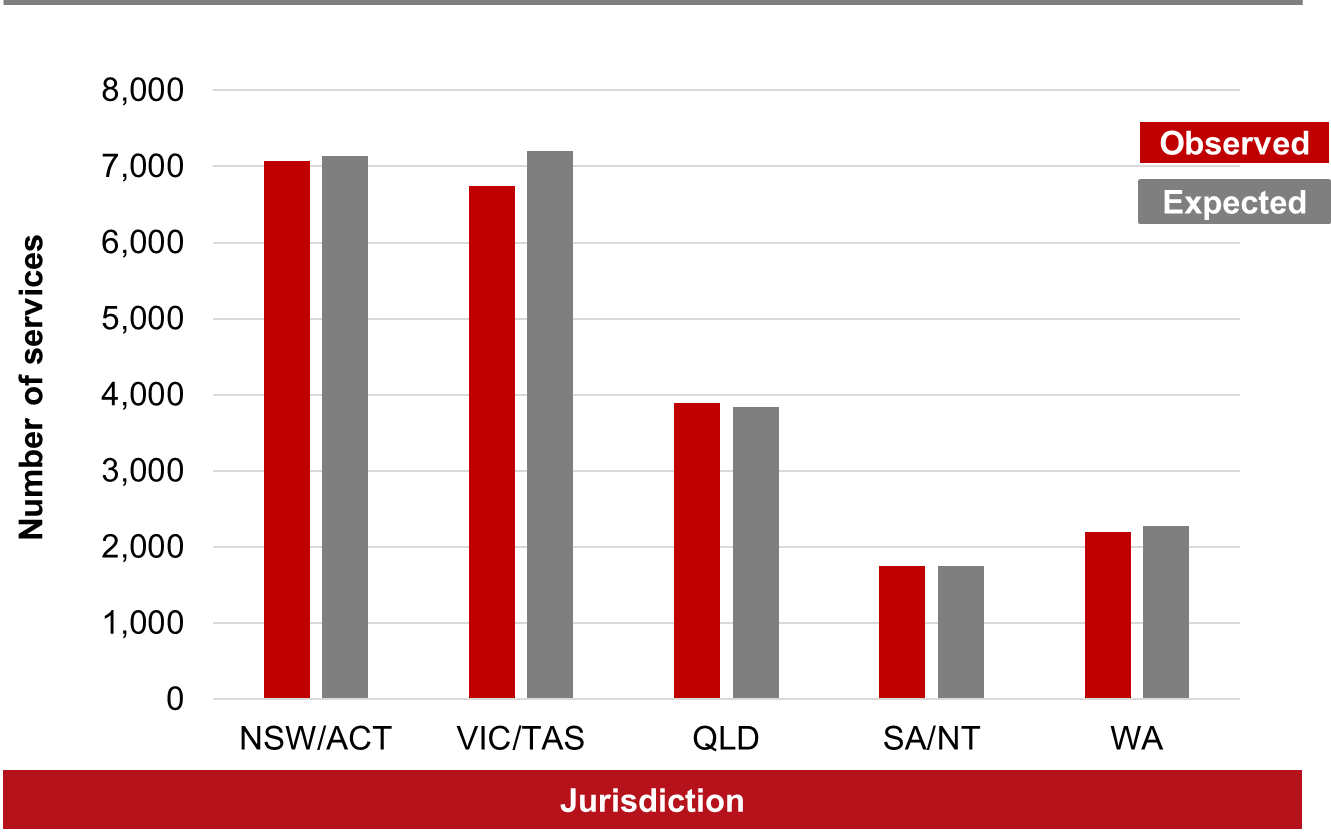 8,000
7,000
6,000
5,000
4,000
3,000
2,000
1,000
0
Number of services
Observed
Expected
NSW/ACT VIC/TAS QLD SA/NT WA
Jurisdiction